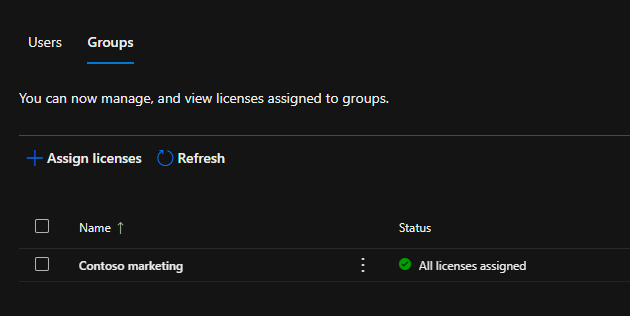 Users Groups
You can now manage, and view licenses assigned to groups.
Assign licenses Refresh
Name ↑ Status
Contoso marketing All licenses assigned